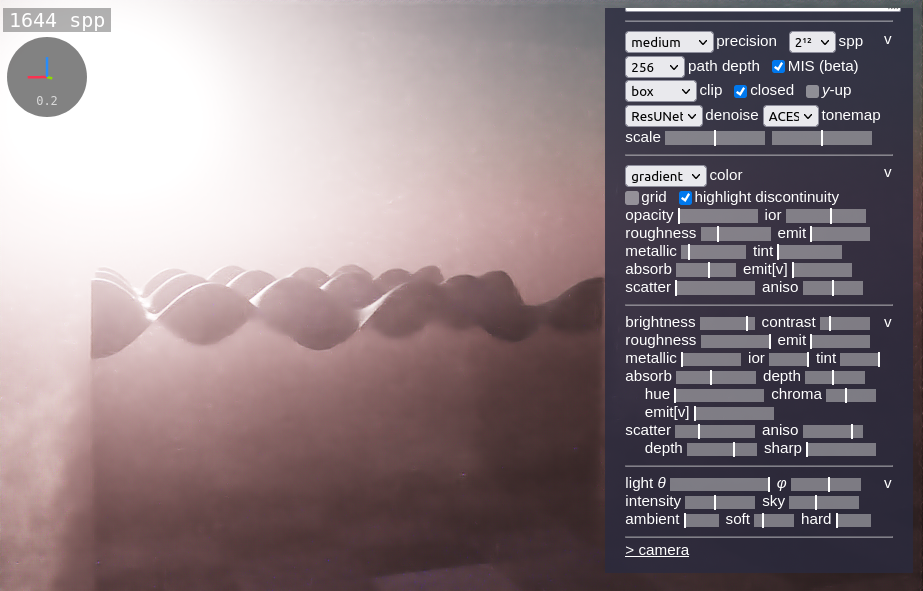 1644 spp
0.2
medium precision 2¹² spp v
256 path depth MIS (beta)
box clip closed y-up
ResUNet denoise ACES tonemap
scale
gradient color v
grid highlight discontinuity
opacity ior
roughness emit
metallic tint
absorb emit[v]
scatter aniso
brightness contrast v
roughness emit
metallic ior tint
absorb depth
hue chroma
emit[v]
scatter aniso
depth sharp
light θ φ v
intensity sky
ambient soft hard
> camera